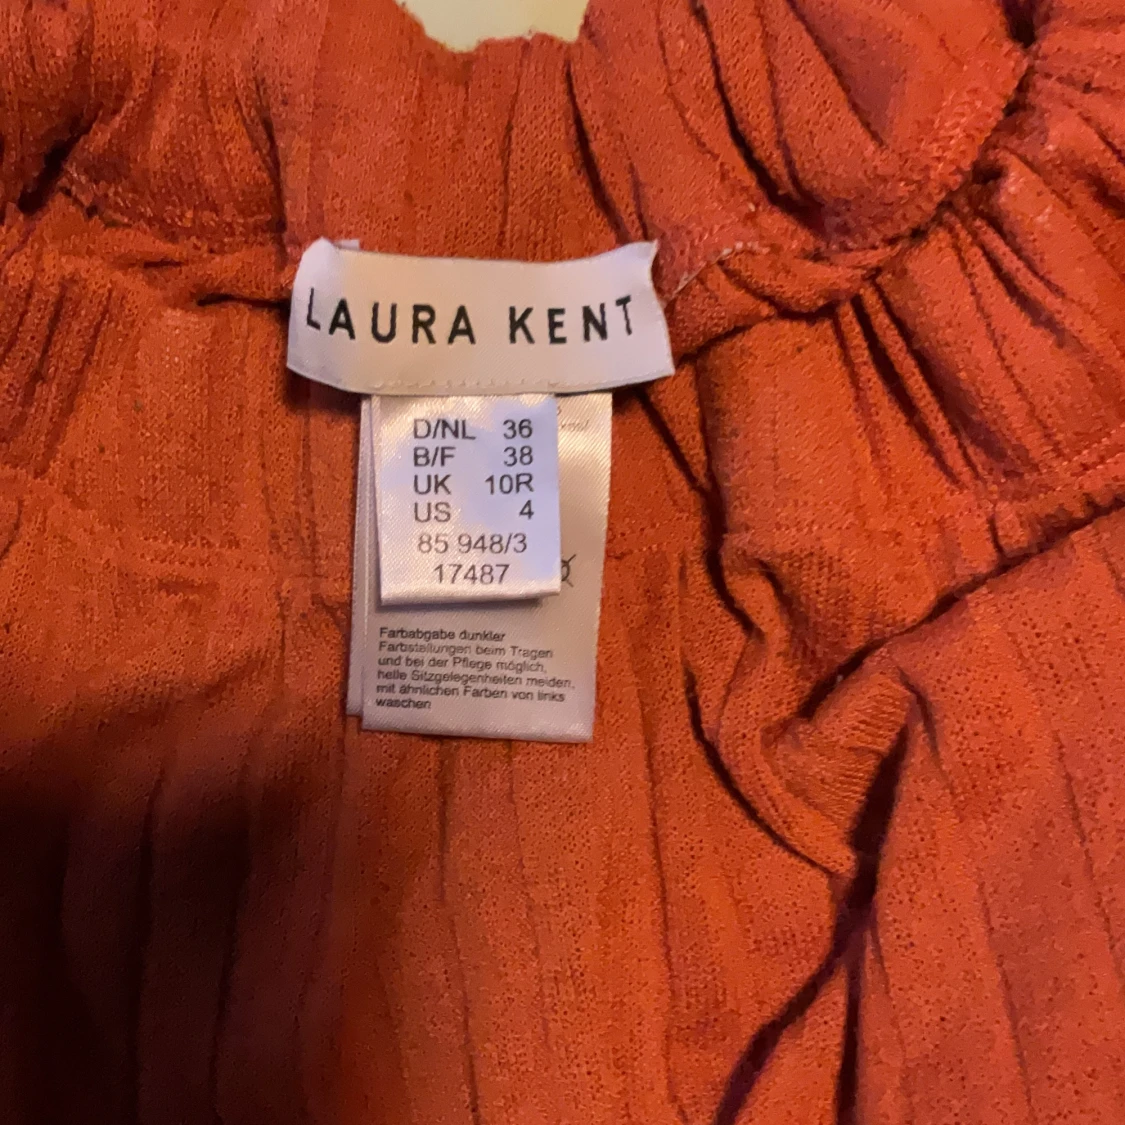 LAURA KENT
D/NL 36
B/F 38
UK 10R
US 4
85 948/3
17487
Farbabgabe dunkler
Farbstellungen beim Tragen
und bei der Pflege möglich,
helle Sitzgelegenheiten meiden,
mit ähnlichen Farben von links
waschen